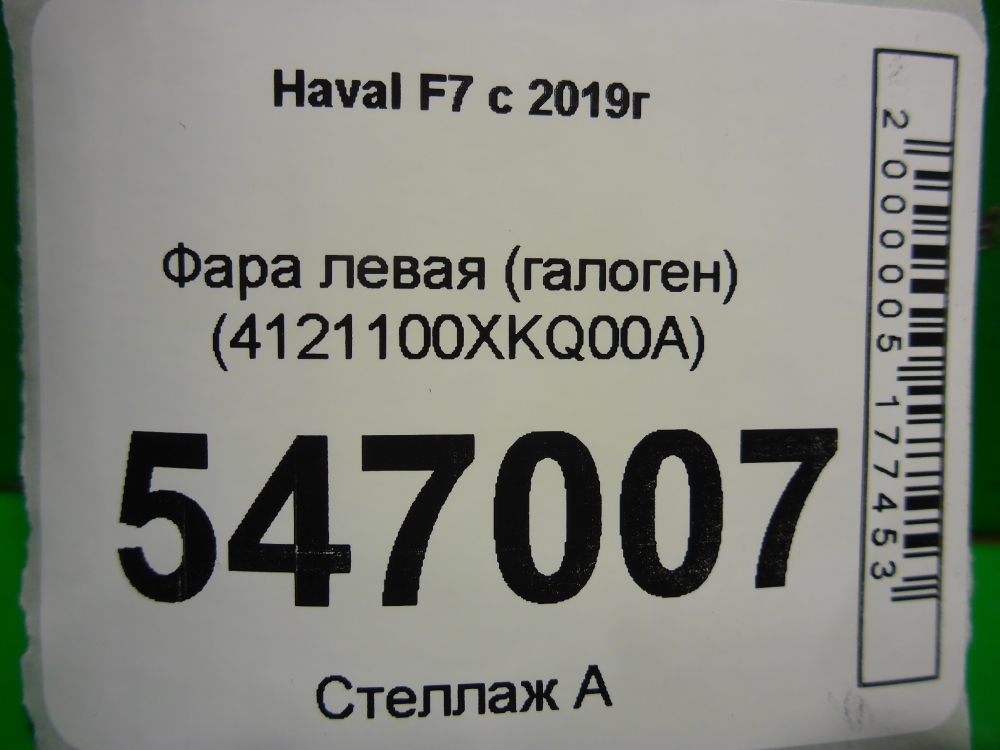 Haval F7 с 2019г
Фара левая (галоген)
(4121100XKQ00A)
547007
Стеллаж А
2000005177453